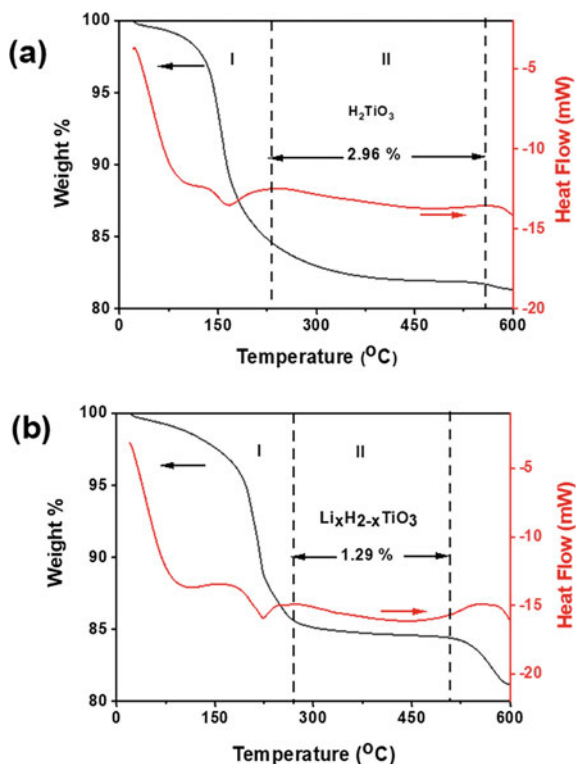 (a)
100
95
90
85
80
Weight %
I
II
H2TiO3
2.96 %
-5
-10
-15
-20
Heat Flow (mW)
0
150
300
450
600
Temperature (OC)
(b)
100
95
90
85
80
Weight %
I
II
LixH2-xTiO3
1.29 %
-5
-10
-15
-20
Heat Flow (mW)
0
150
300
450
600
Temperature (OC)